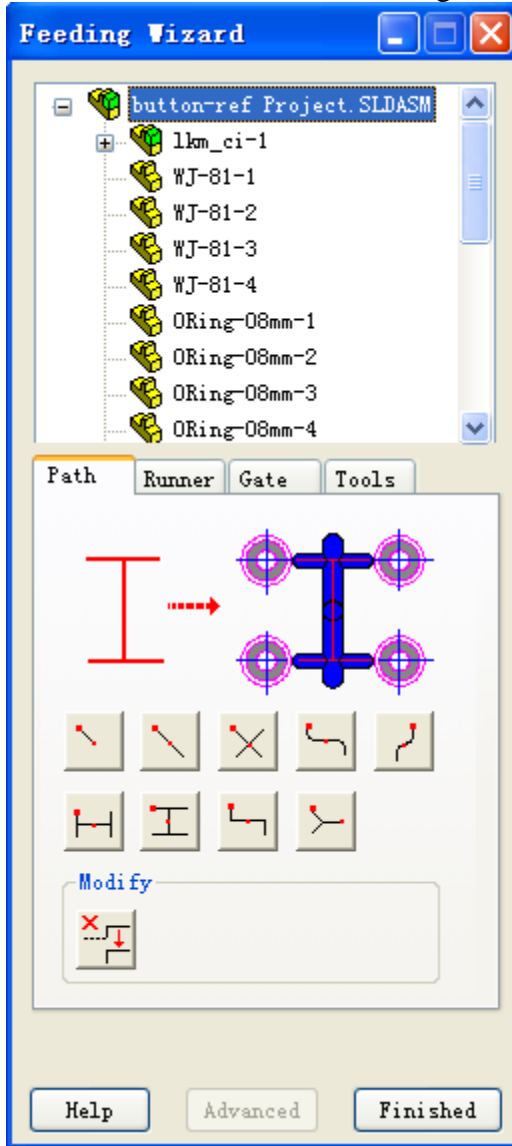 Feeding Wizard
button-ref Project.SLDASM
lkm_ci-1
WJ-81-1
WJ-81-2
WJ-81-3
WJ-81-4
ORing-08mm-1
ORing-08mm-2
ORing-08mm-3
ORing-08mm-4
Path Runner Gate Tools
Modify
Help Advanced Finished